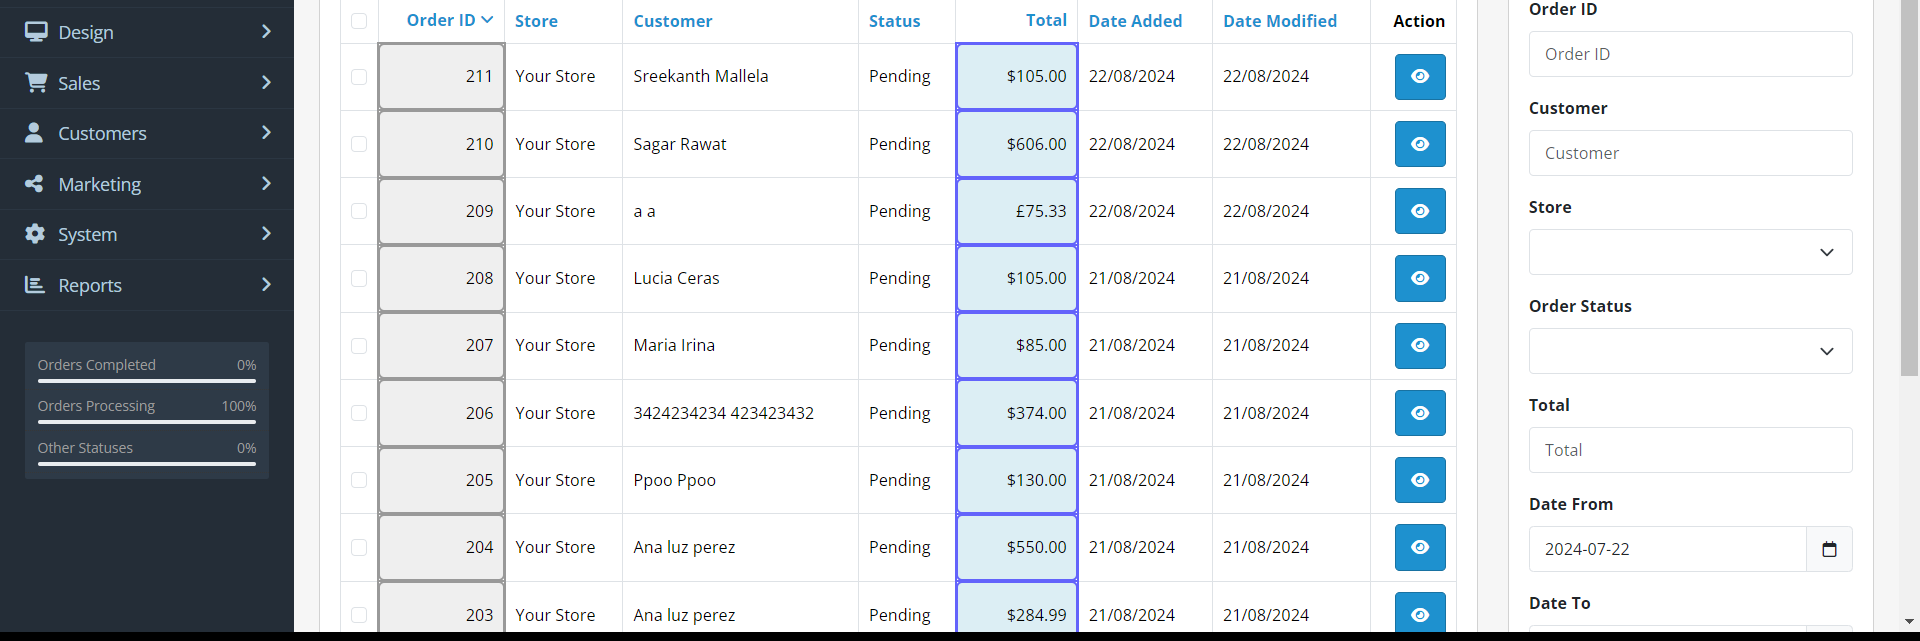 Design
Sales
Customers
Marketing
System
Reports
Orders Completed 0%
Orders Processing 100%
Other Statuses 0%
Order ID Store Customer Status Total Date Added Date Modified Action
211 Your Store Sreekanth Mallela Pending $105.00 22/08/2024 22/08/2024
210 Your Store Sagar Rawat Pending $606.00 22/08/2024 22/08/2024
209 Your Store a a Pending £75.33 22/08/2024 22/08/2024
208 Your Store Lucia Ceras Pending $105.00 21/08/2024 21/08/2024
207 Your Store Maria Irina Pending $85.00 21/08/2024 21/08/2024
206 Your Store 3424234234 423423432 Pending $374.00 21/08/2024 21/08/2024
205 Your Store Ppoo Ppoo Pending $130.00 21/08/2024 21/08/2024
204 Your Store Ana luz perez Pending $550.00 21/08/2024 21/08/2024
203 Your Store Ana luz perez Pending $284.99 21/08/2024 21/08/2024
Order ID
Order ID
Customer
Customer
Store
Order Status
Total
Total
Date From
2024-07-22
Date To